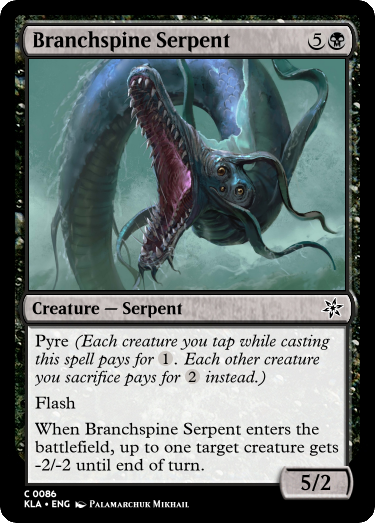 Branchspine Serpent 5
Creature — Serpent
Pyre (Each creature you tap while casting
this spell pays for 1. Each other creature
you sacrifice pays for 2 instead.)
Flash
When Branchspine Serpent enters the
battlefield, up to one target creature gets
-2/-2 until end of turn.
5/2
C 0086
KLA • ENG Palamarchuk Mikhail